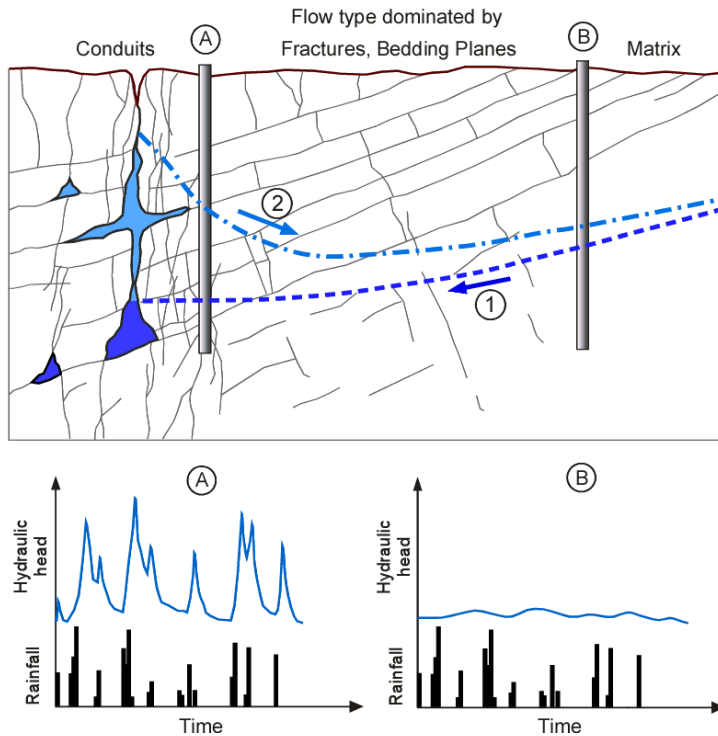 Flow type dominated by
Conduits A Fractures, Bedding Planes B Matrix
2
1
A B
Hydraulic
head
Rainfall
Time
Hydraulic
head
Rainfall
Time